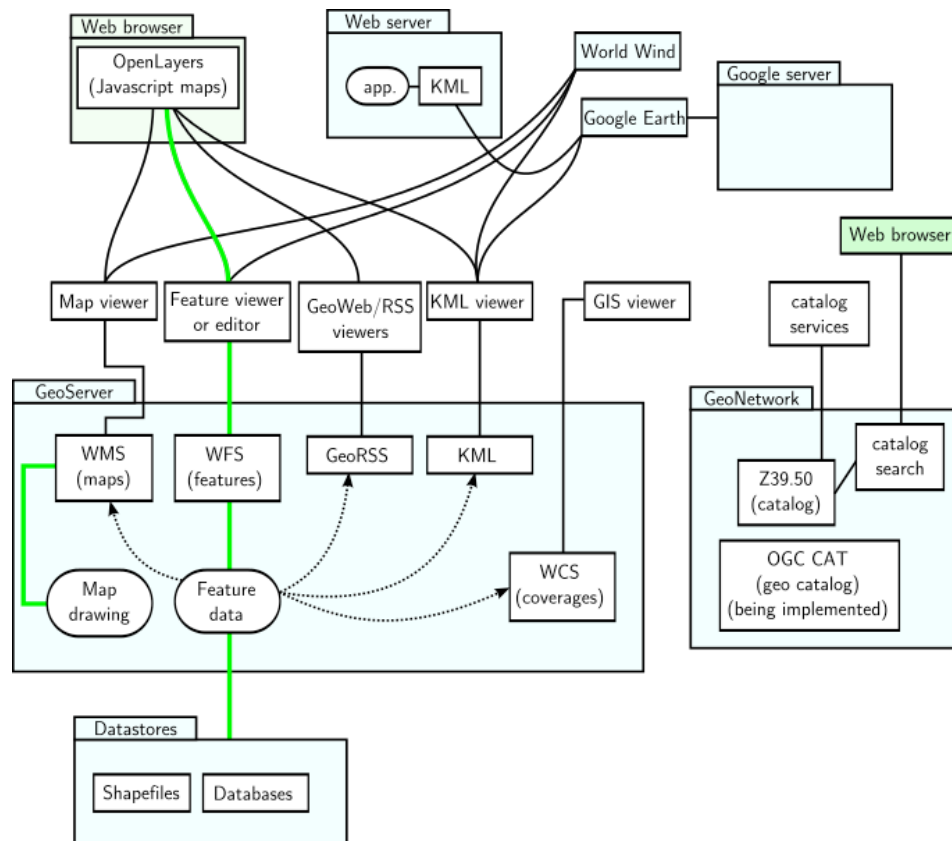 Web browser
OpenLayers
(Javascript maps)
Web server
app.
KML
World Wind
Google Earth
Google server
Web browser
Map viewer
Feature viewer
or editor
GeoWeb/RSS
viewers
KML viewer
GIS viewer
catalog
services
GeoServer
WMS
(maps)
WFS
(features)
GeoRSS
KML
Map
drawing
Feature
data
WCS
(coverages)
GeoNetwork
catalog
search
Z39.50
(catalog)
OGC CAT
(geo catalog)
(being implemented)
Datastores
Shapefiles
Databases